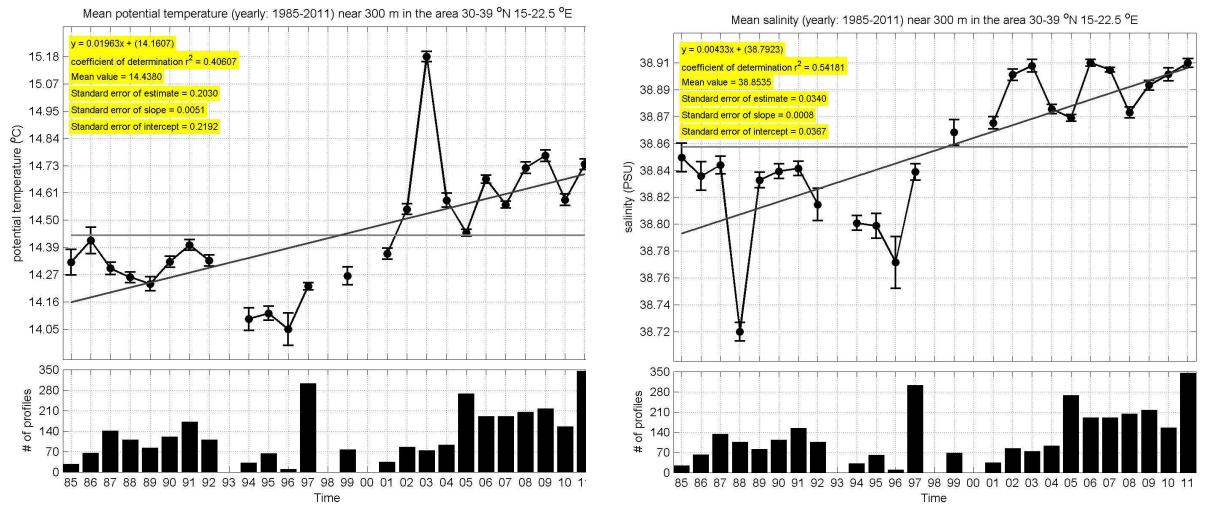 Mean potential temperature (yearly: 1985-2011) near 300 m in the area 30-39 °N 15-22.5 °E
y = 0.01963x + (14.1607)
coefficient of determination r² = 0.40607
Mean value = 14.4380
Standard error of estimate = 0.2030
Standard error of slope = 0.0051
Standard error of intercept = 0.2192
potential temperature (°C)
15.18
15.07
14.95
14.84
14.73
14.61
14.50
14.39
14.27
14.16
14.05
# of profiles
350
280
210
140
70
0
85 86 87 88 89 90 91 92 93 94 95 96 97 98 99 00 01 02 03 04 05 06 07 08 09 10 11
Time
Mean salinity (yearly: 1985-2011) near 300 m in the area 30-39 °N 15-22.5 °E
y = 0.00433x + (38.7923)
coefficient of determination r² = 0.54181
Mean value = 38.8535
Standard error of estimate = 0.0340
Standard error of slope = 0.0008
Standard error of intercept = 0.0367
salinity (PSU)
38.91
38.89
38.87
38.86
38.84
38.80
38.78
38.76
38.74
38.72
# of profiles
350
280
210
140
70
0
85 86 87 88 89 90 91 92 93 94 95 96 97 98 99 00 01 02 03 04 05 06 07 08 09 10 11
Time